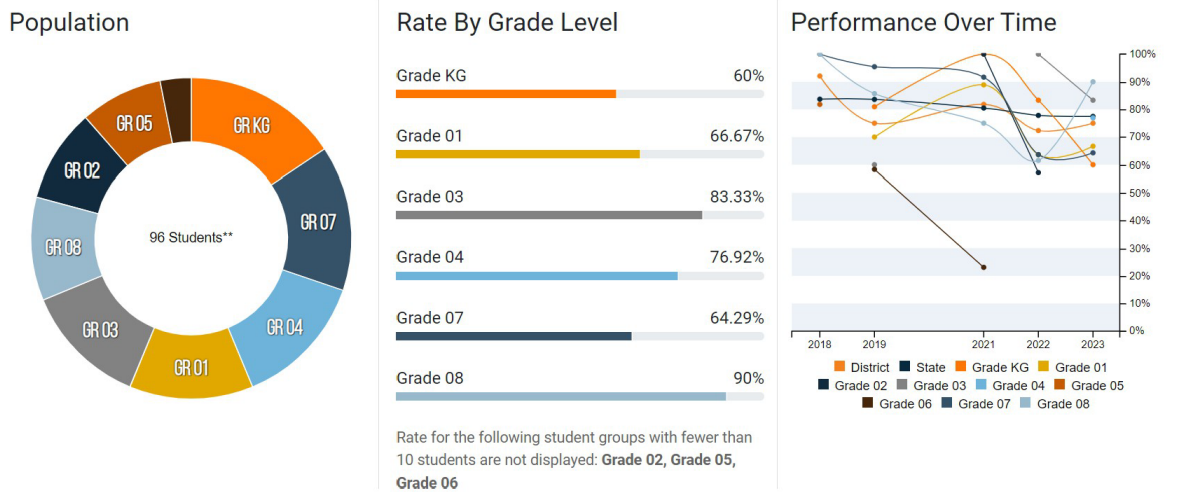 Population
GR KG
GR 07
GR 04
GR 01
GR 03
GR 08
GR 02
GR 05
96 Students**
Rate By Grade Level
Grade KG 60%
Grade 01 66.67%
Grade 03 83.33%
Grade 04 76.92%
Grade 07 64.29%
Grade 08 90%
Rate for the following student groups with fewer than
10 students are not displayed: Grade 02, Grade 05,
Grade 06
Performance Over Time
100%
90%
80%
70%
60%
50%
40%
30%
20%
10%
0%
2018 2019 2021 2022 2023
District State Grade KG Grade 01
Grade 02 Grade 03 Grade 04 Grade 05
Grade 06 Grade 07 Grade 08